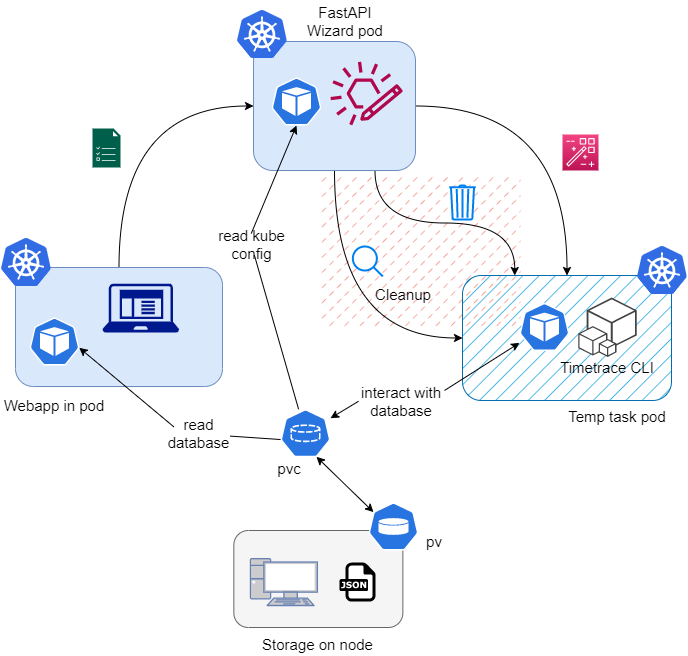 FastAPI
Wizard pod
read kube
config
Cleanup
Timetrace CLI
Temp task pod
Webapp in pod
read
database
interact with
database
pvc
pv
JSON
Storage on node